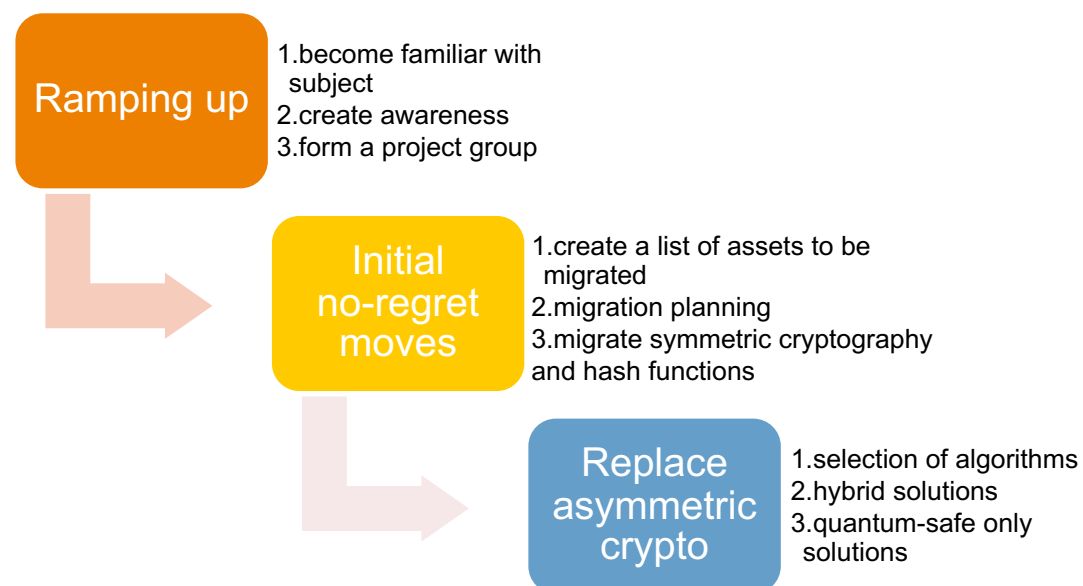 Ramping up
1.become familiar with
subject
2.create awareness
3.form a project group
Initial
no-regret
moves
1.create a list of assets to be
migrated
2.migration planning
3.migrate symmetric cryptography
and hash functions
Replace
asymmetric
crypto
1.selection of algorithms
2.hybrid solutions
3.quantum-safe only
solutions